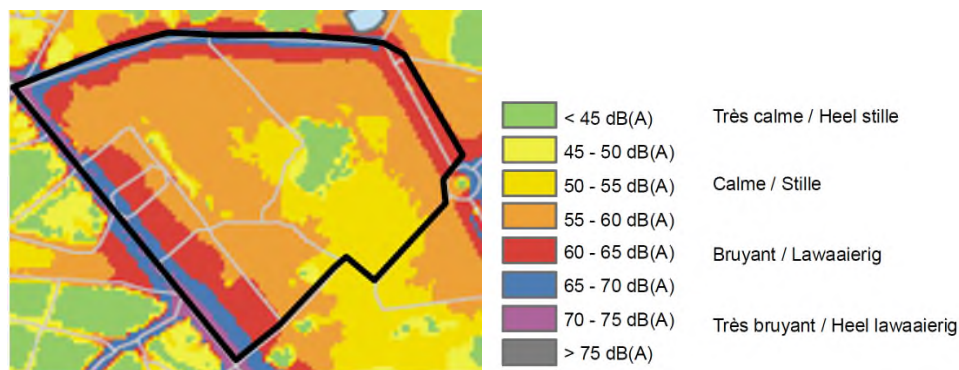 < 45 dB(A) Très calme / Heel stille
45 - 50 dB(A)
50 - 55 dB(A) Calme / Stille
55 - 60 dB(A)
60 - 65 dB(A) Bruyant / Lawaaierig
65 - 70 dB(A)
70 - 75 dB(A) Très bruyant / Heel lawaaierig
> 75 dB(A)